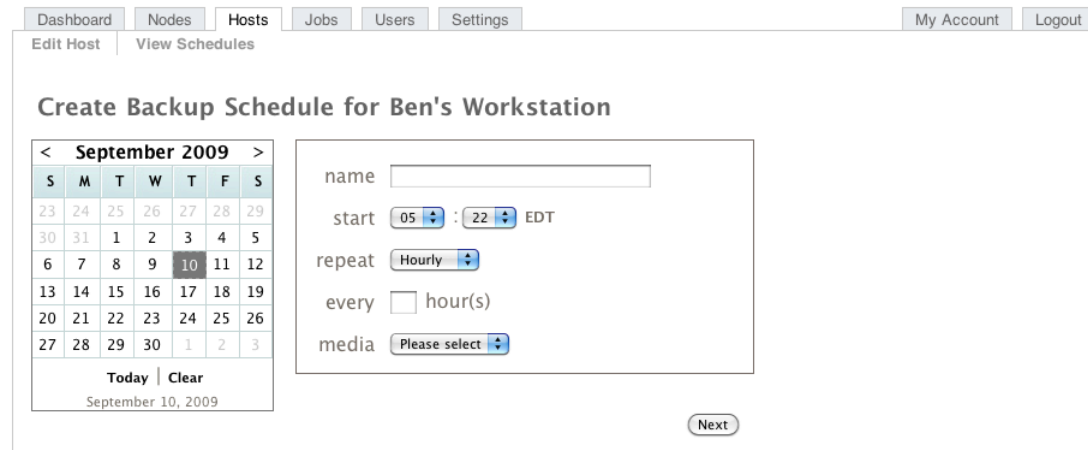 Dashboard Nodes Hosts Jobs Users Settings My Account Logout
Edit Host View Schedules
Create Backup Schedule for Ben's Workstation
< September 2009 >
S M T W T F S
23 24 25 26 27 28 29
30 31 1 2 3 4 5
6 7 8 9 10 11 12
13 14 15 16 17 18 19
20 21 22 23 24 25 26
27 28 29 30 1 2 3
Today | Clear
September 10, 2009
name
start 05 : 22 EDT
repeat Hourly
every hour(s)
media Please select
Next